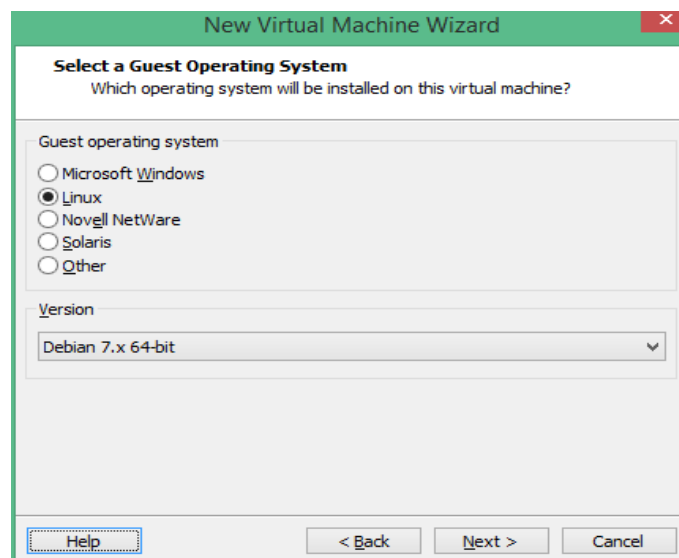 New Virtual Machine Wizard
Select a Guest Operating System
Which operating system will be installed on this virtual machine?
Guest operating system
Microsoft Windows
Linux
Novell NetWare
Solaris
Other
Version
Debian 7.x 64-bit
Help < Back Next > Cancel